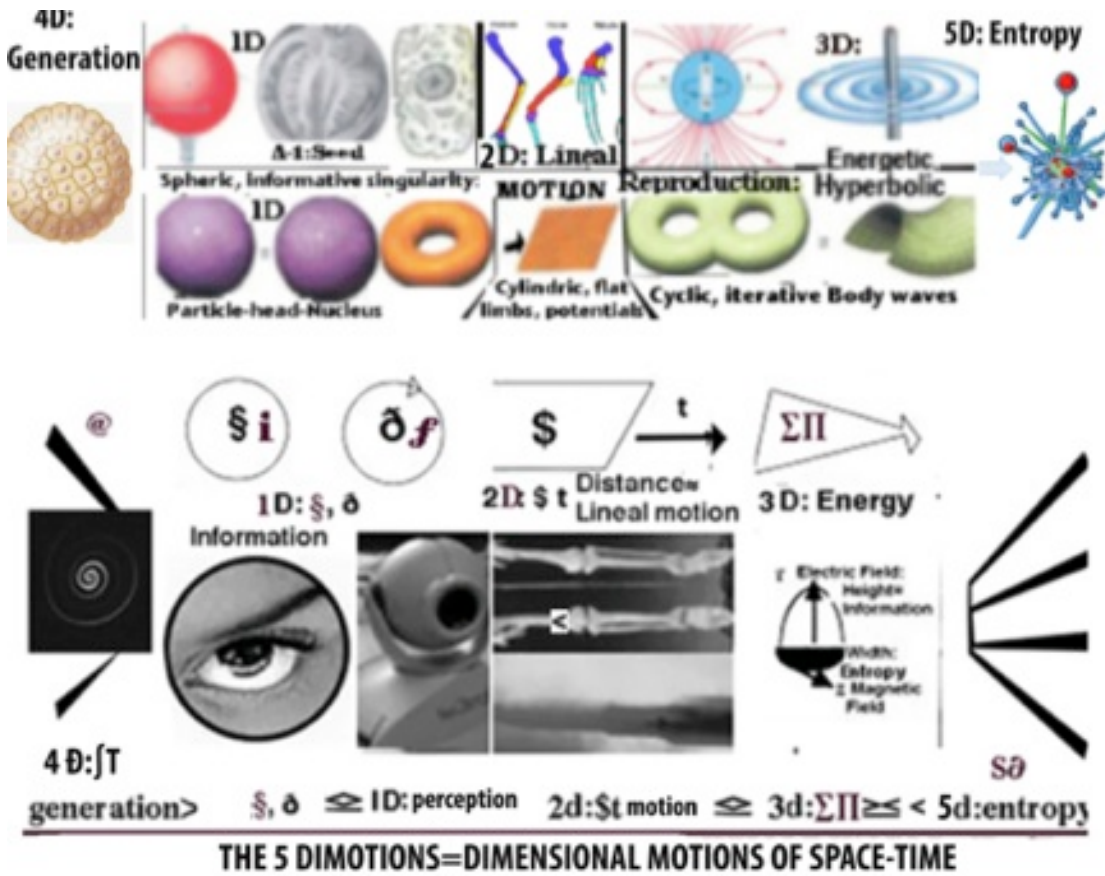 4D:
Generation
1D
3D:
5D: Entropy
Δ-1:Seed
2D: Lineal
Energetic
Spheric, informative singularity:
MOTION
Reproduction:
Hyperbolic
1D
Cylindric, flat
limbs, potentials
Cyclic, iterative Body waves
Particle-head-Nucleus
@
§ i
ð f
$
t
ΣΠ
1D: §, ð
2D: $ t
Distance≈
Lineal motion
3D: Energy
Information
Electric Field:
Height=
Information
<
Width:
Entropy
Magnetic
Field
4 Đ:∫T
S∂
generation>
§, ð ≤≥ 1D: perception
2d:$t motion ≤≥ 3d:ΣΠ≥≤ < 5d:entropy
THE 5 DIMOTIONS=DIMENSIONAL MOTIONS OF SPACE-TIME